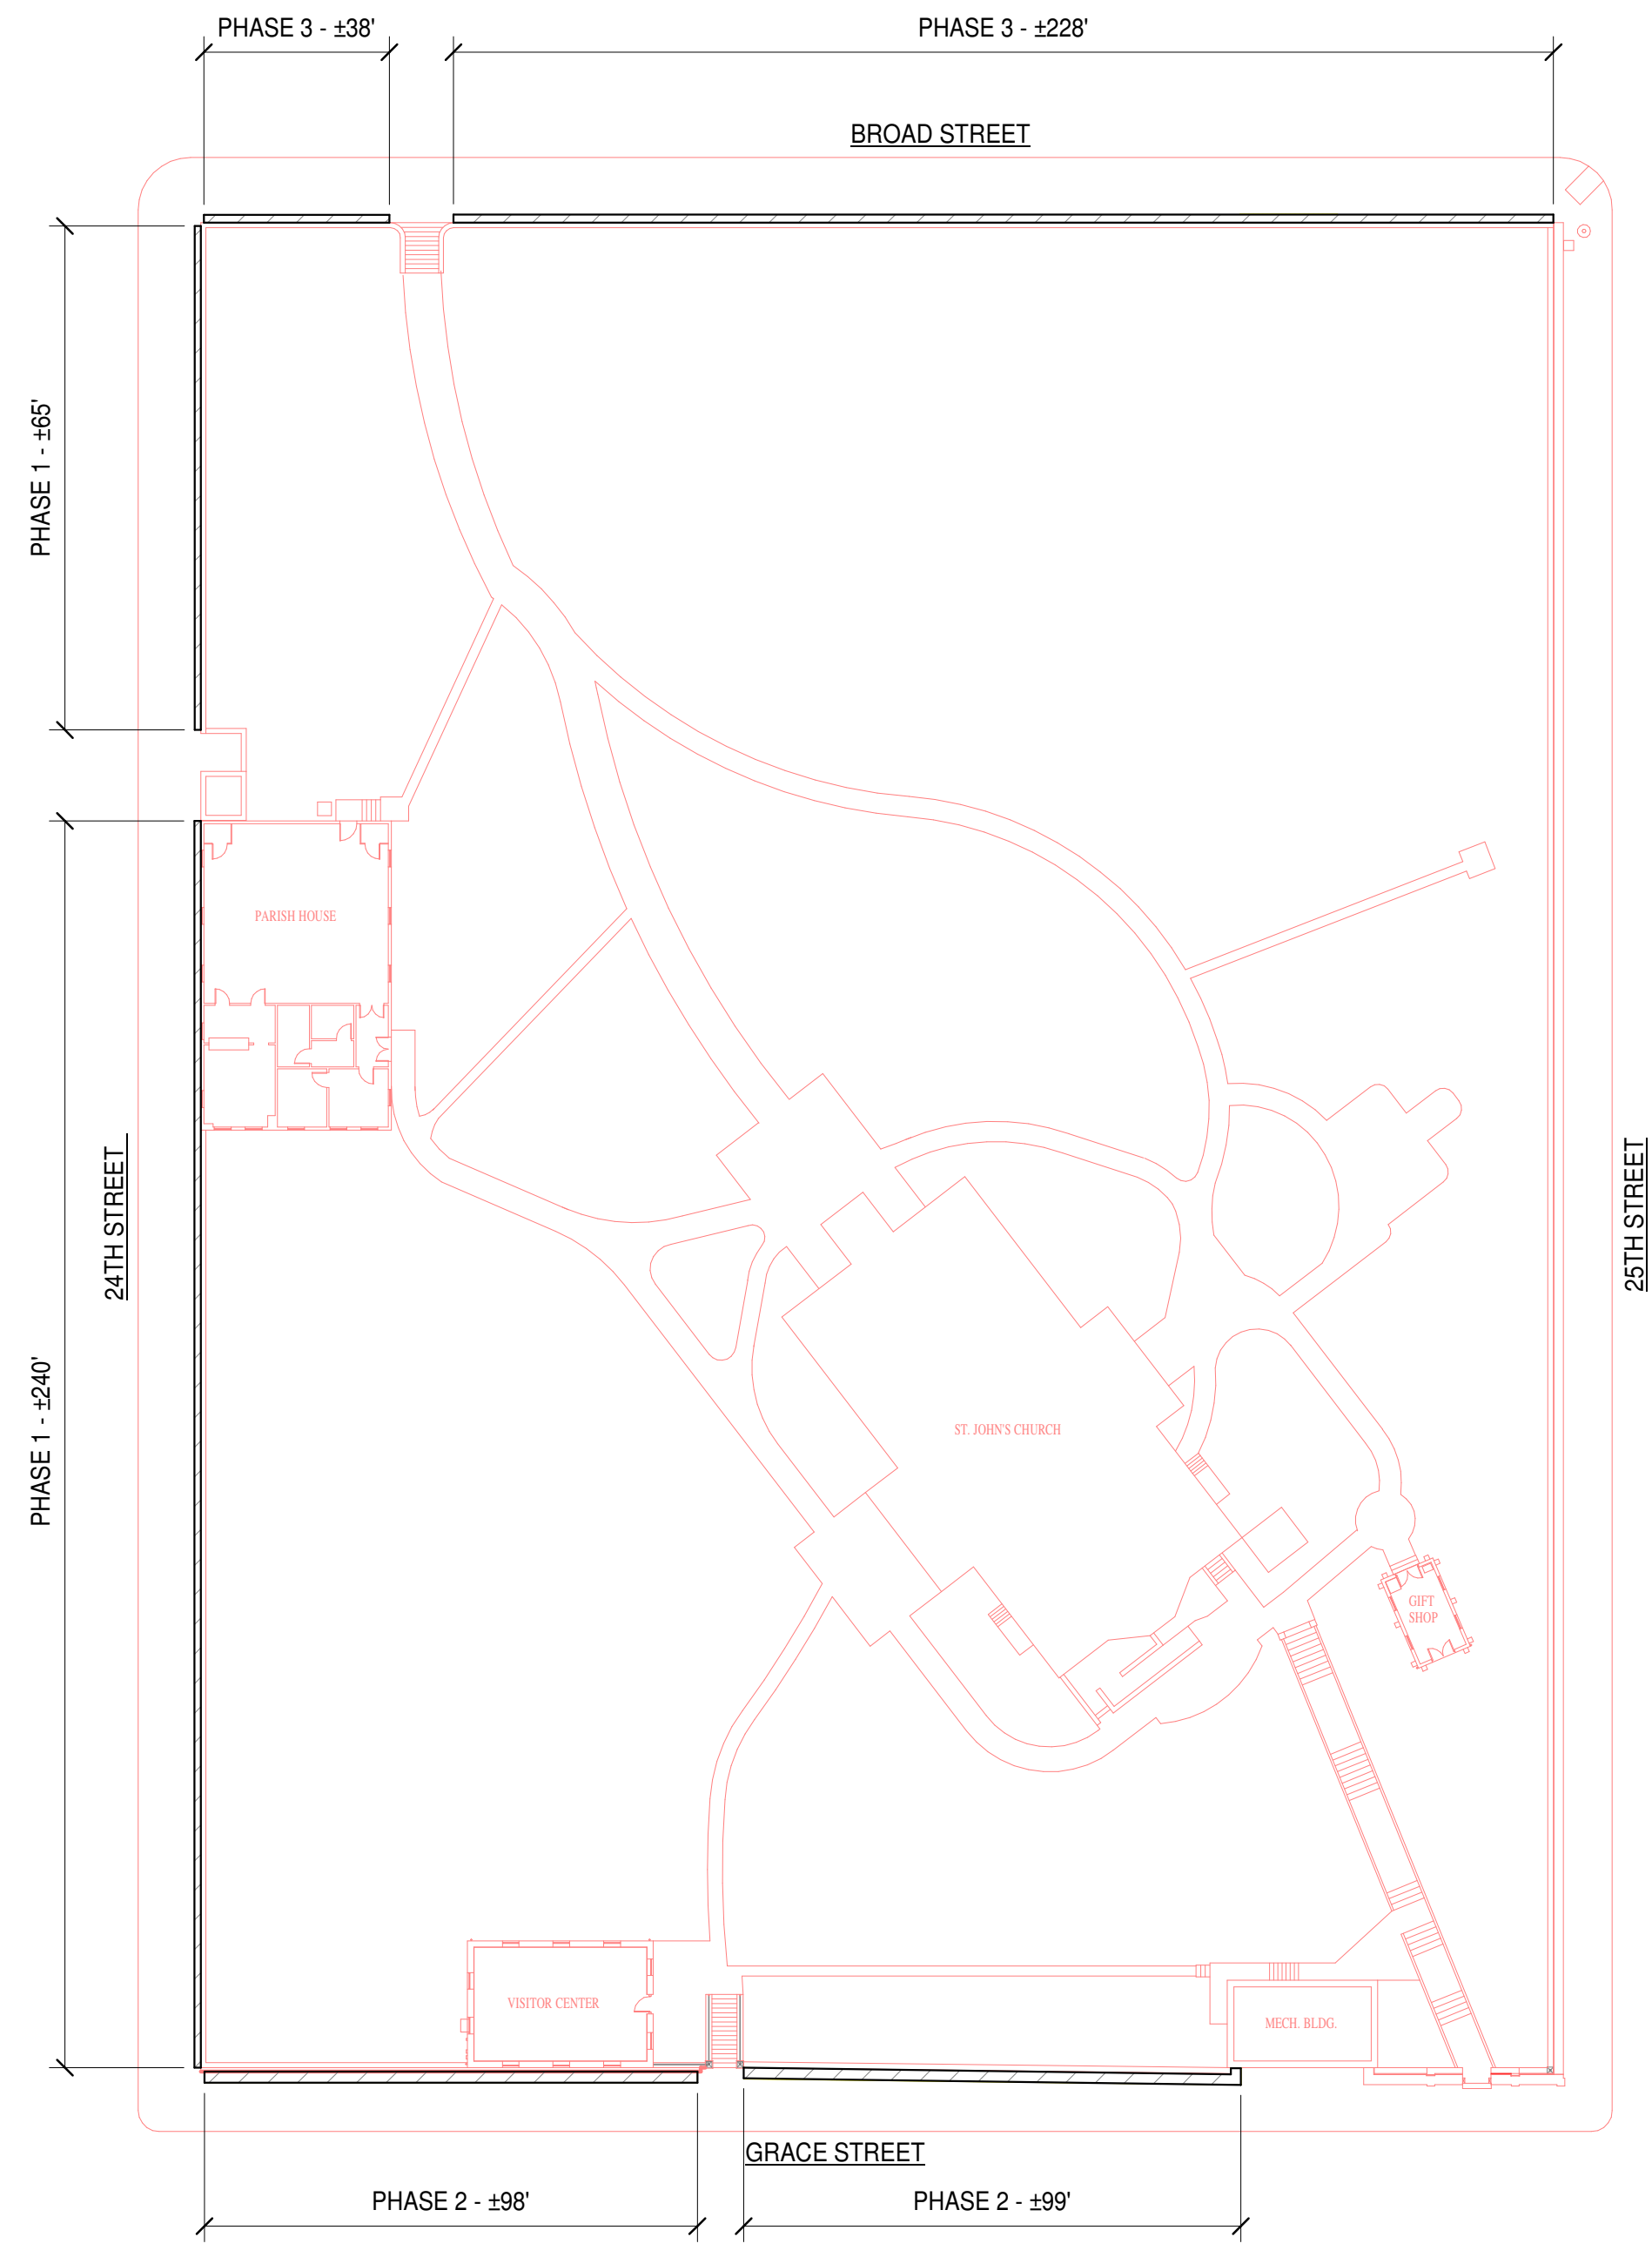 PHASE 3 - ±38'
PHASE 3 - ±228'
BROAD STREET
PHASE 1 - ±65'
PARISH HOUSE
24TH STREET
25TH STREET
PHASE 1 - ±240'
ST. JOHN'S CHURCH
GIFT
SHOP
VISITOR CENTER
MECH. BLDG.
GRACE STREET
PHASE 2 - ±98'
PHASE 2 - ±99'